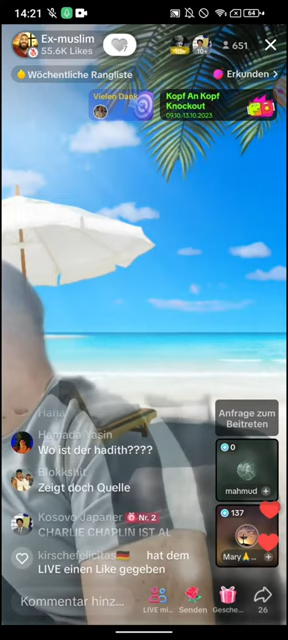 14:21
64
Ex-muslim
55.6K Likes
651
Wöchentliche Rangliste
Erkunden >
Vielen Dank
Kopf An Kopf
Knockout
09.10-13.10.2023
Hamada Yasin
Wo ist der hadith????
Blokkshit
Zeigt doch Quelle
Kosovo Japaner Nr. 2
CHARLIE CHAPLIN IST AL
kirschefelicitas hat dem
LIVE einen Like gegeben
Anfrage zum
Beitreten
0
mahmud +
137
Mary
Kommentar hinz...
LIVE mi...
Senden
Gesche...
26